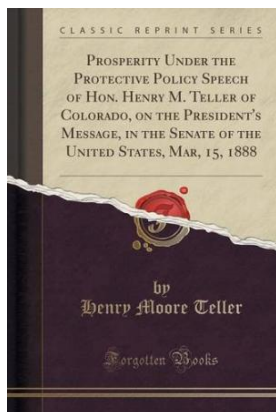 CLASSIC REPRINT SERIES
PROSPERITY UNDER THE
PROTECTIVE POLICY SPEECH
OF HON. HENRY M. TELLER OF
COLORADO, ON THE PRESIDENT'S
MESSAGE, IN THE SENATE OF THE
UNITED STATES, MAR, 15, 1888
by
Henry Moore Teller
Forgotten Books